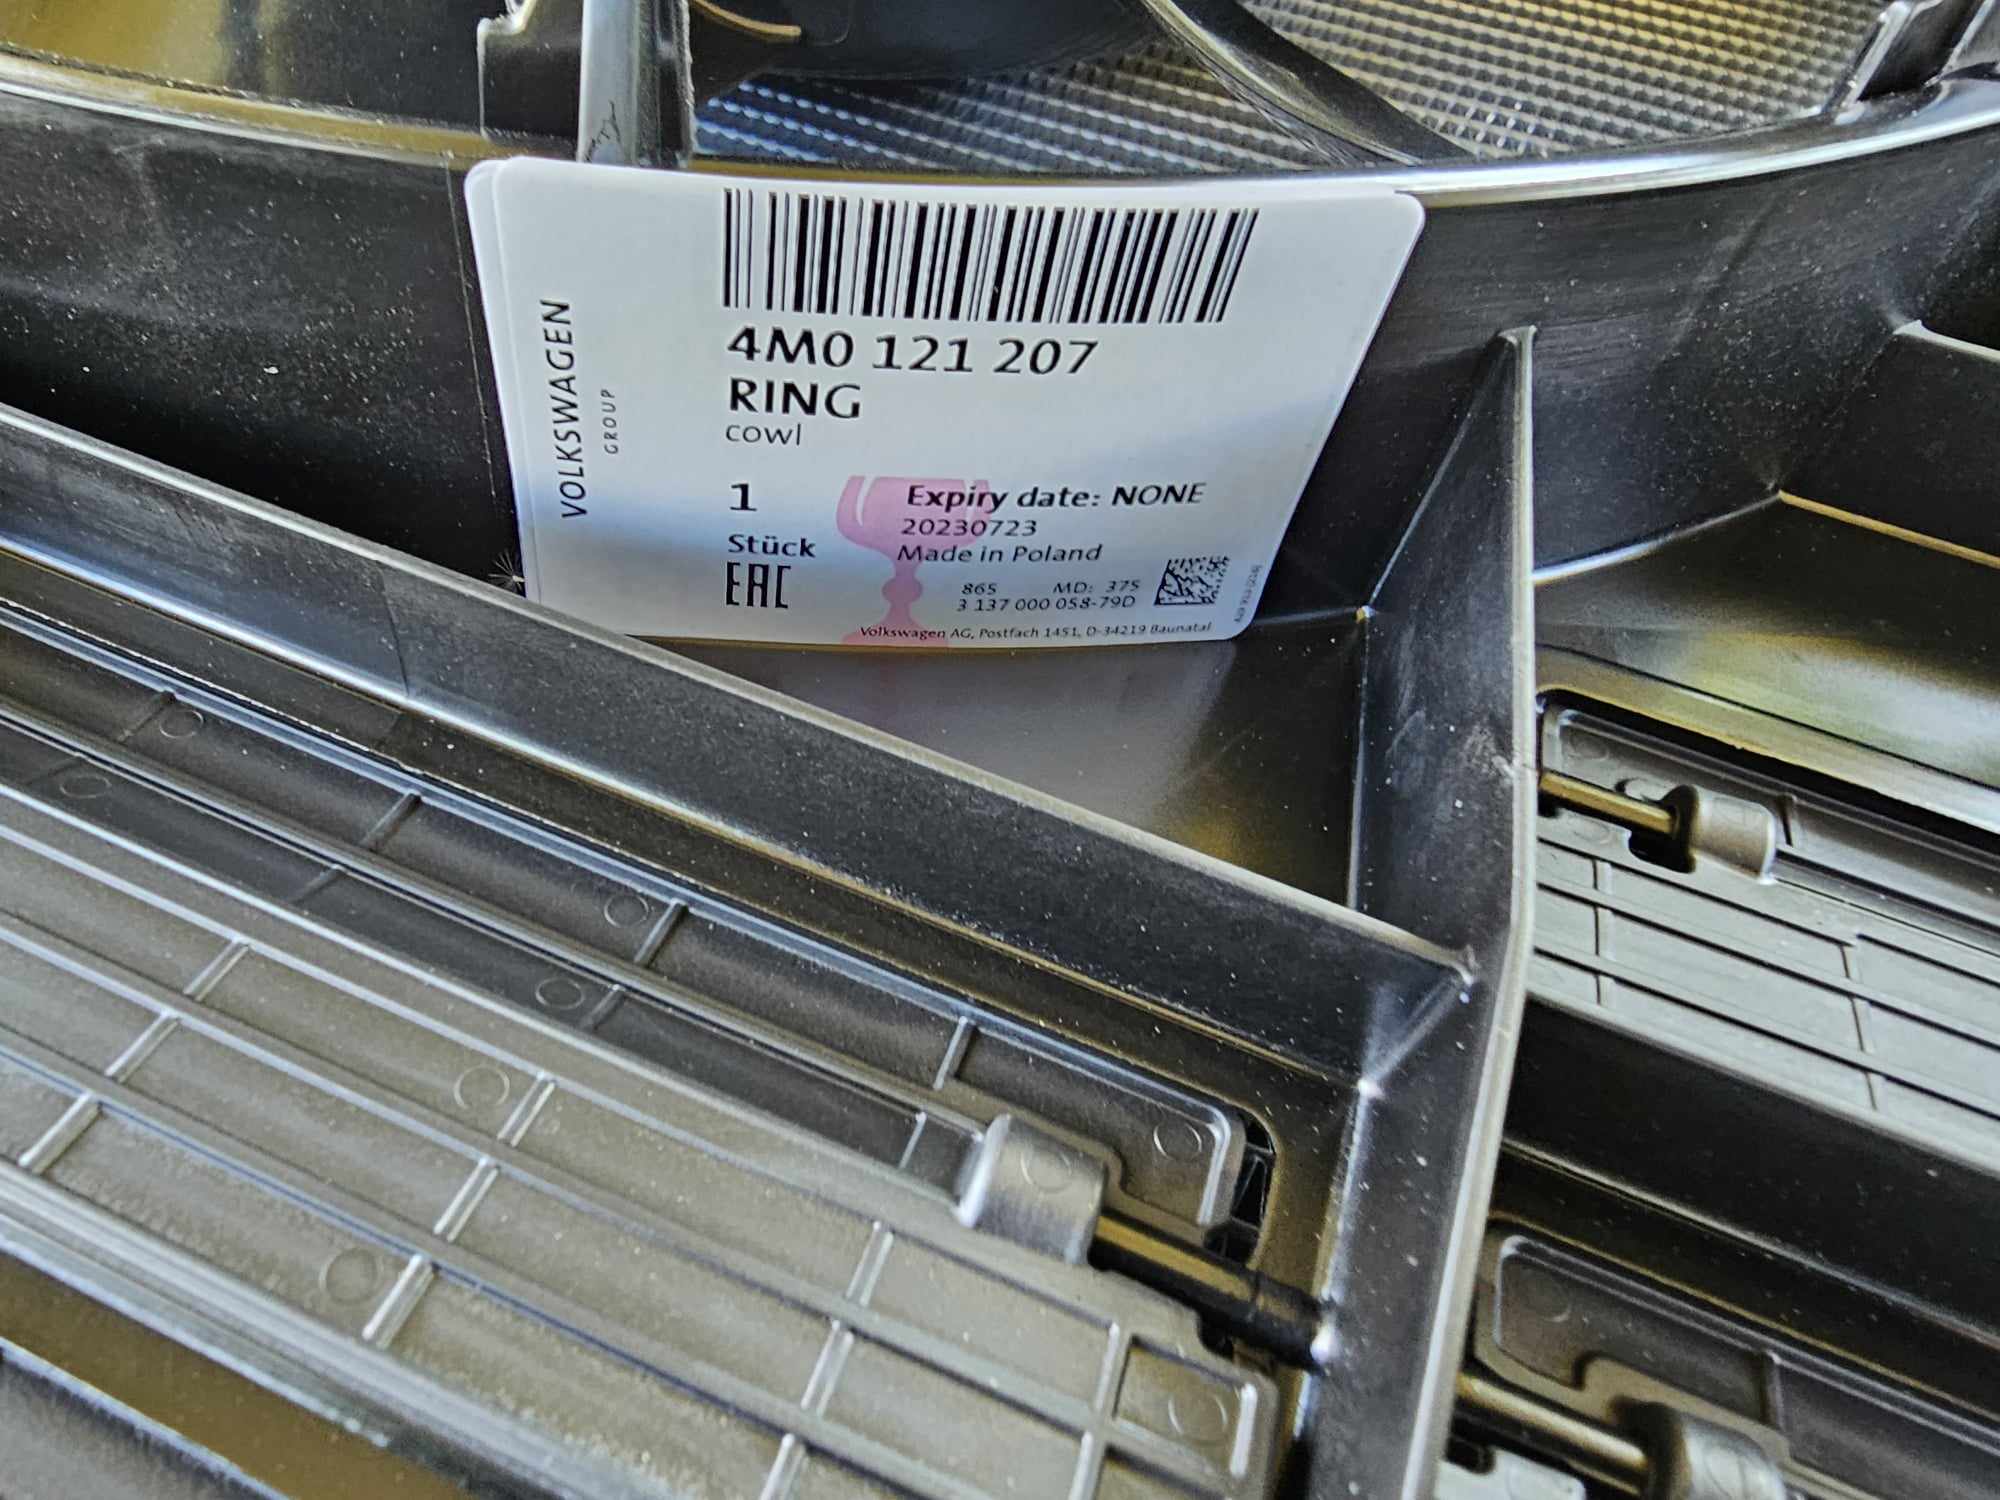 VOLKSWAGEN
GROUP
4M0 121 207
RING
cowl
1
Stück
EAC
Expiry date: NONE
20230723
Made in Poland
865 MD: 375
3 137 000 058-79D
Volkswagen AG, Postfach 1451, D-34219 Baunatal